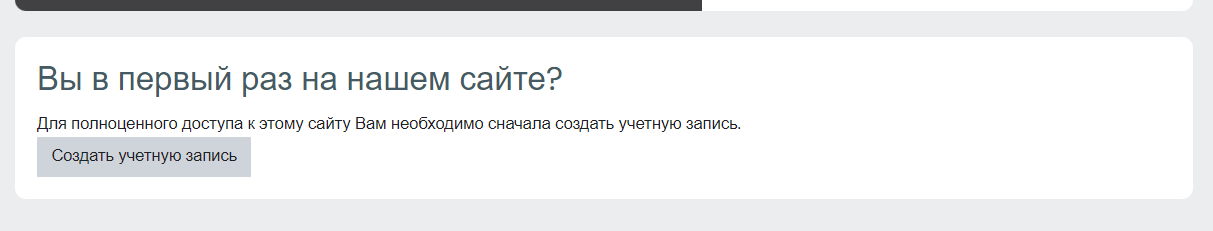 Вы в первый раз на нашем сайте?
Для полноценного доступа к этому сайту Вам необходимо сначала создать учетную запись.
Создать учетную запись